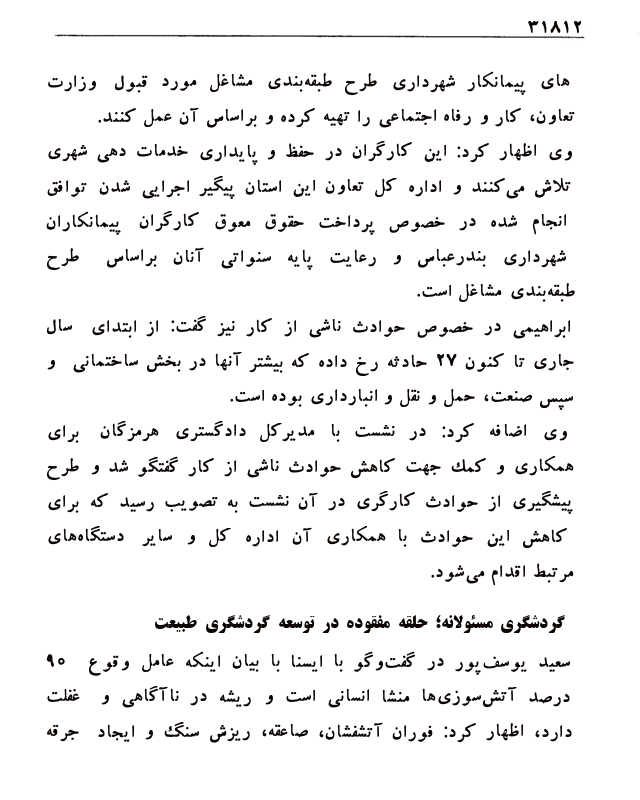 ۳۱۸۱۲
های پیمانکار شهرداری طرح طبقه‌بندی مشاغل مورد قبول وزارت
تعاون، کار و رفاه اجتماعی را تهیه کرده و براساس آن عمل کنند.
وی اظهار کرد: این کارگران در حفظ و پایداری خدمات دهی شهری
تلاش می‌کنند و اداره کل تعاون این استان پیگیر اجرایی شدن توافق
انجام شده در خصوص پرداخت حقوق معوق کارگران پیمانکاران
شهرداری بندرعباس و رعایت پایه سنواتی آنان براساس طرح
طبقه‌بندی مشاغل است.
ابراهیمی در خصوص حوادث ناشی از کار نیز گفت: از ابتدای سال
جاری تا کنون ۲۷ حادثه رخ داده که بیشتر آنها در بخش ساختمانی و
سپس صنعت، حمل و نقل و انبارداری بوده است.
وی اضافه کرد: در نشست با مدیرکل دادگستری هرمزگان برای
همکاری و کمك جهت کاهش حوادث ناشی از کار گفتگو شد و طرح
پیشگیری از حوادث کارگری در آن نشست به تصویب رسید که برای
کاهش این حوادث با همکاری آن اداره کل و سایر دستگاه‌های
مرتبط اقدام می‌شود.
گردشگری مسئولانه؛ حلقه مفقوده در توسعه گردشگری طبیعت
سعید یوسف‌پور در گفت‌وگو با ایسنا با بیان اینکه عامل وقوع ۹۰
درصد آتش‌سوزی‌ها منشا انسانی است و ریشه در ناآگاهی و غفلت
دارد، اظهار کرد: فوران آتشفشان، صاعقه، ریزش سنگ و ایجاد جرقه